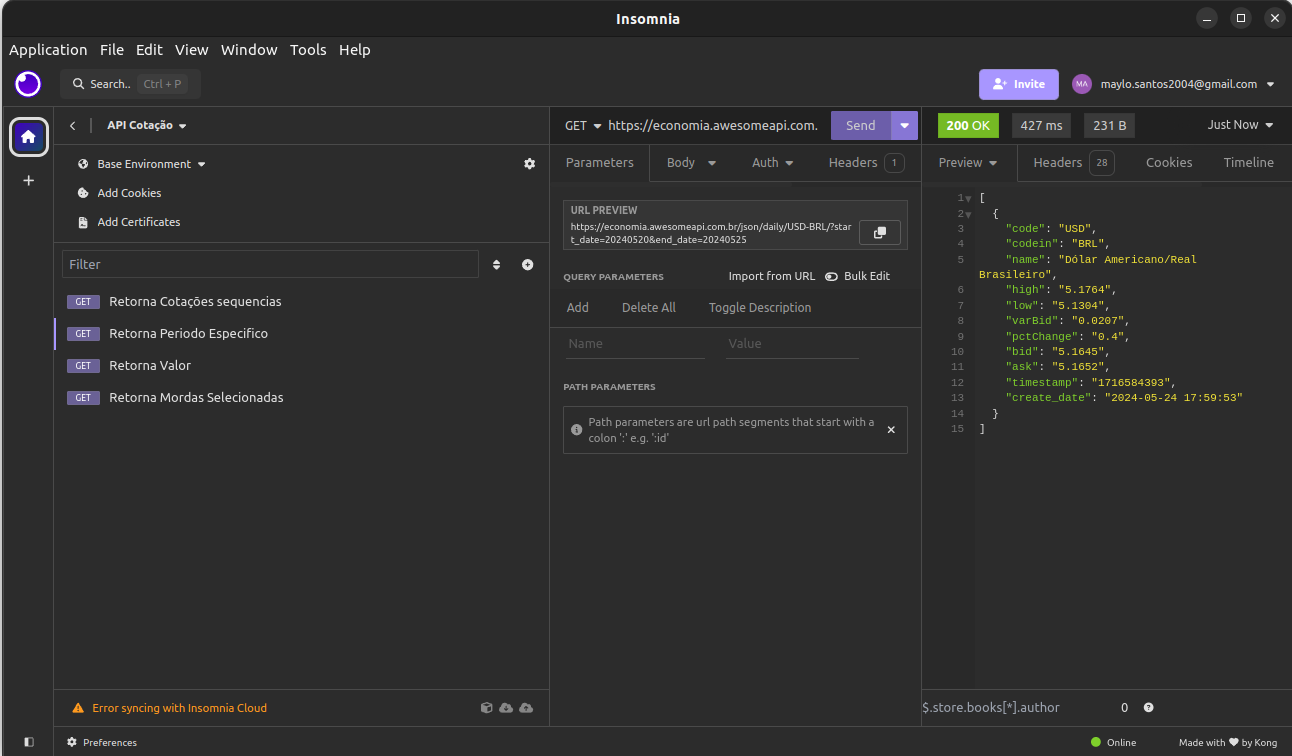 Insomnia
Application File Edit View Window Tools Help
Search.. Ctrl + P
Invite
MA maylo.santos2004@gmail.com
API Cotação
Base Environment
Add Cookies
Add Certificates
Filter
GET Retorna Cotações sequencias
GET Retorna Periodo Especifico
GET Retorna Valor
GET Retorna Mordas Selecionadas
Error syncing with Insomnia Cloud
GET https://economia.awesomeapi.com. Send
Parameters Body Auth Headers 1
URL PREVIEW
https://economia.awesomeapi.com.br/json/daily/USD-BRL/?star
t_date=20240520&end_date=20240525
QUERY PARAMETERS Import from URL Bulk Edit
Add Delete All Toggle Description
Name Value
PATH PARAMETERS
Path parameters are url path segments that start with a
colon ':' e.g. ':id'
200 OK 427 ms 231 B Just Now
Preview Headers 28 Cookies Timeline
1 [
2 {
3 "code": "USD",
4 "codein": "BRL",
5 "name": "Dólar Americano/Real
Brasileiro",
6 "high": "5.1764",
7 "low": "5.1304",
8 "varBid": "0.0207",
9 "pctChange": "0.4",
10 "bid": "5.1645",
11 "ask": "5.1652",
12 "timestamp": "1716584393",
13 "create_date": "2024-05-24 17:59:53"
14 }
15 ]
$.store.books[*].author 0
Preferences
Online Made with ❤ by Kong